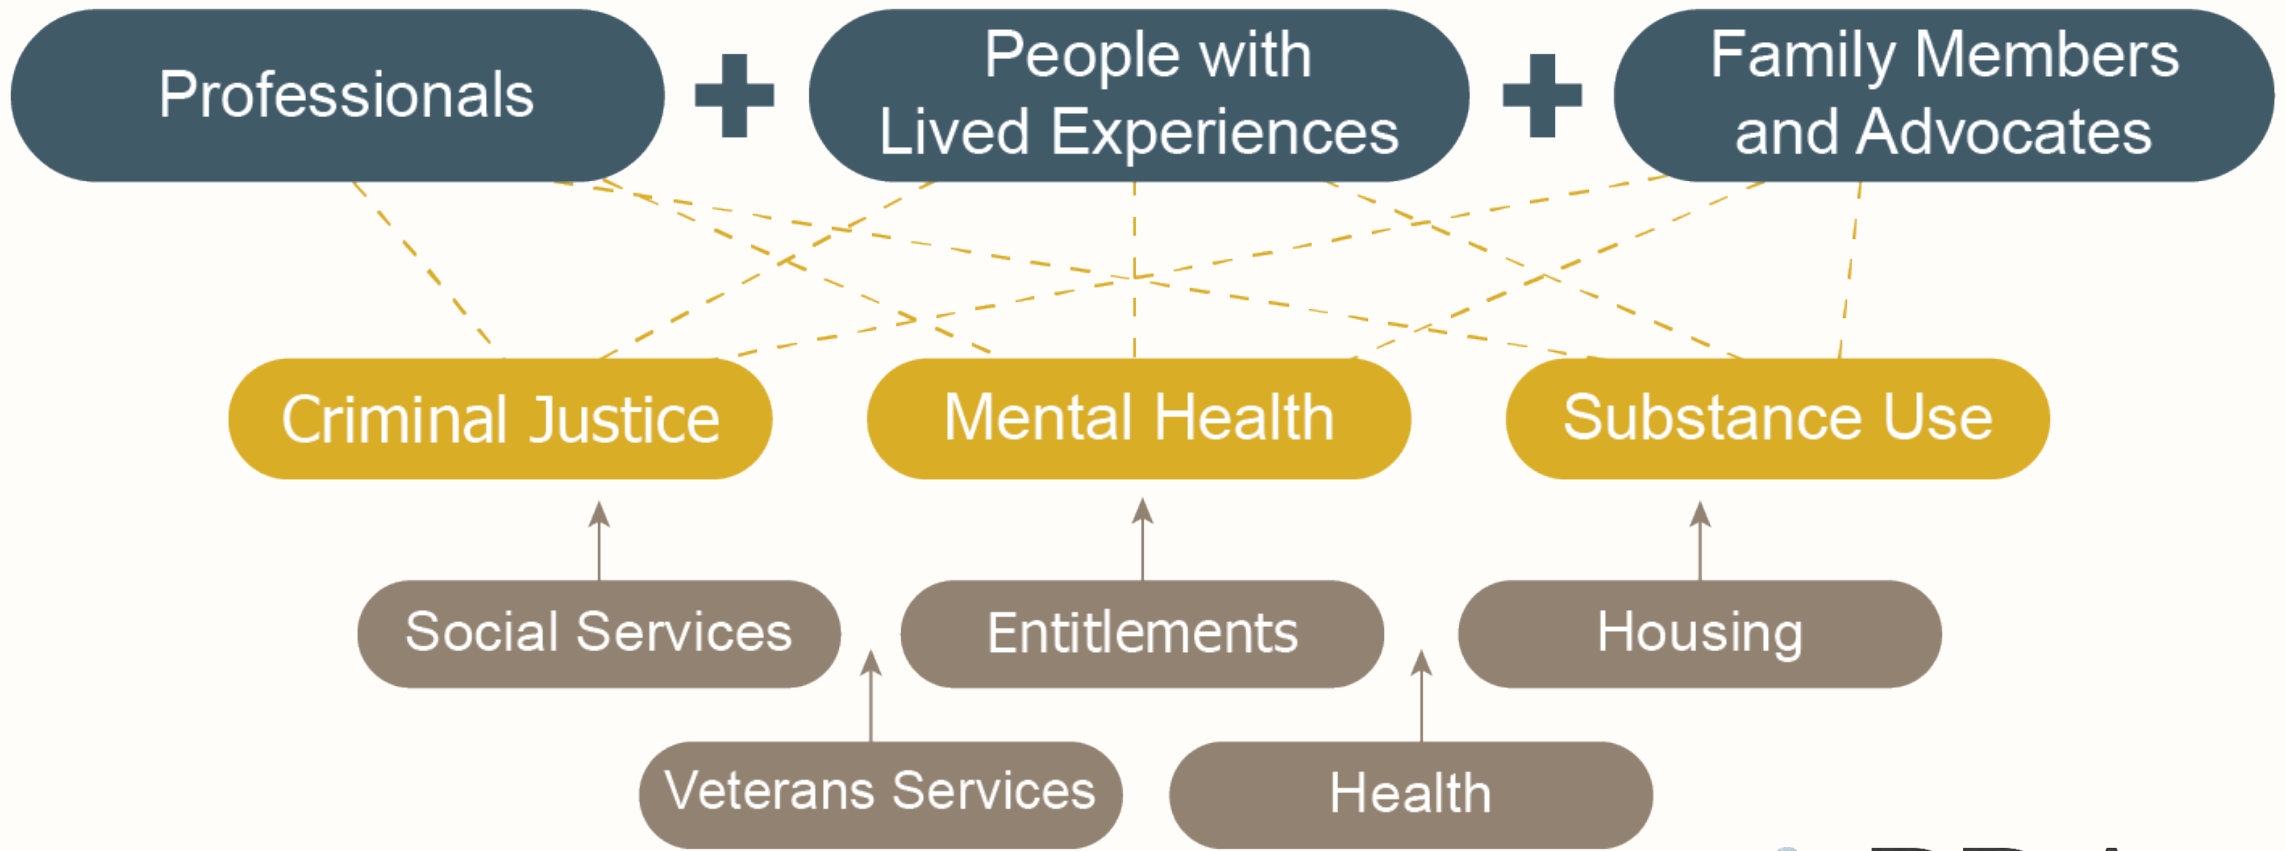 Professionals
People with
Lived Experiences
Family Members
and Advocates
Criminal Justice
Mental Health
Substance Use
Social Services
Entitlements
Housing
Veterans Services
Health